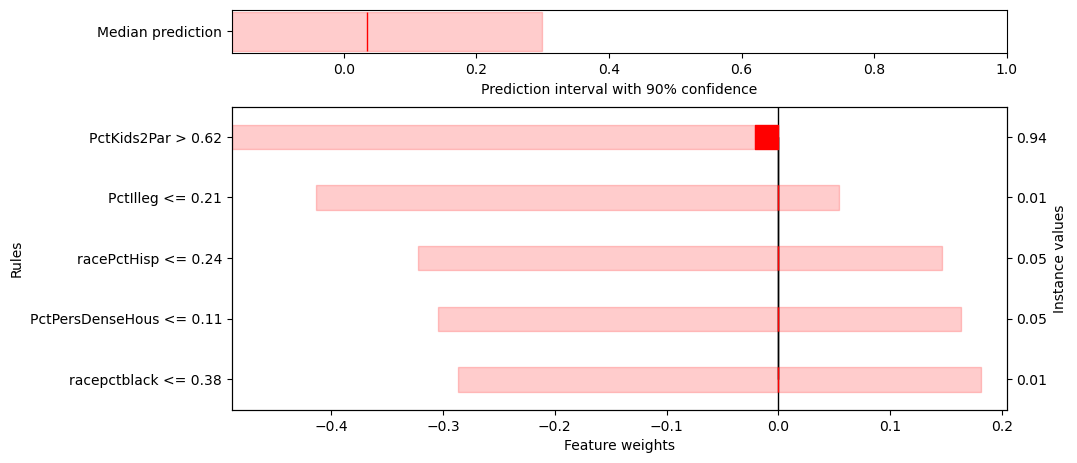 Median prediction
0.0 0.2 0.4 0.6 0.8 1.0
Prediction interval with 90% confidence
Rules
PctKids2Par > 0.62 0.94
PctIlleg <= 0.21 0.01
racePctHisp <= 0.24 0.05
PctPersDenseHous <= 0.11 0.05
racepctblack <= 0.38 0.01
Instance values
−0.4 −0.3 −0.2 −0.1 0.0 0.1 0.2
Feature weights